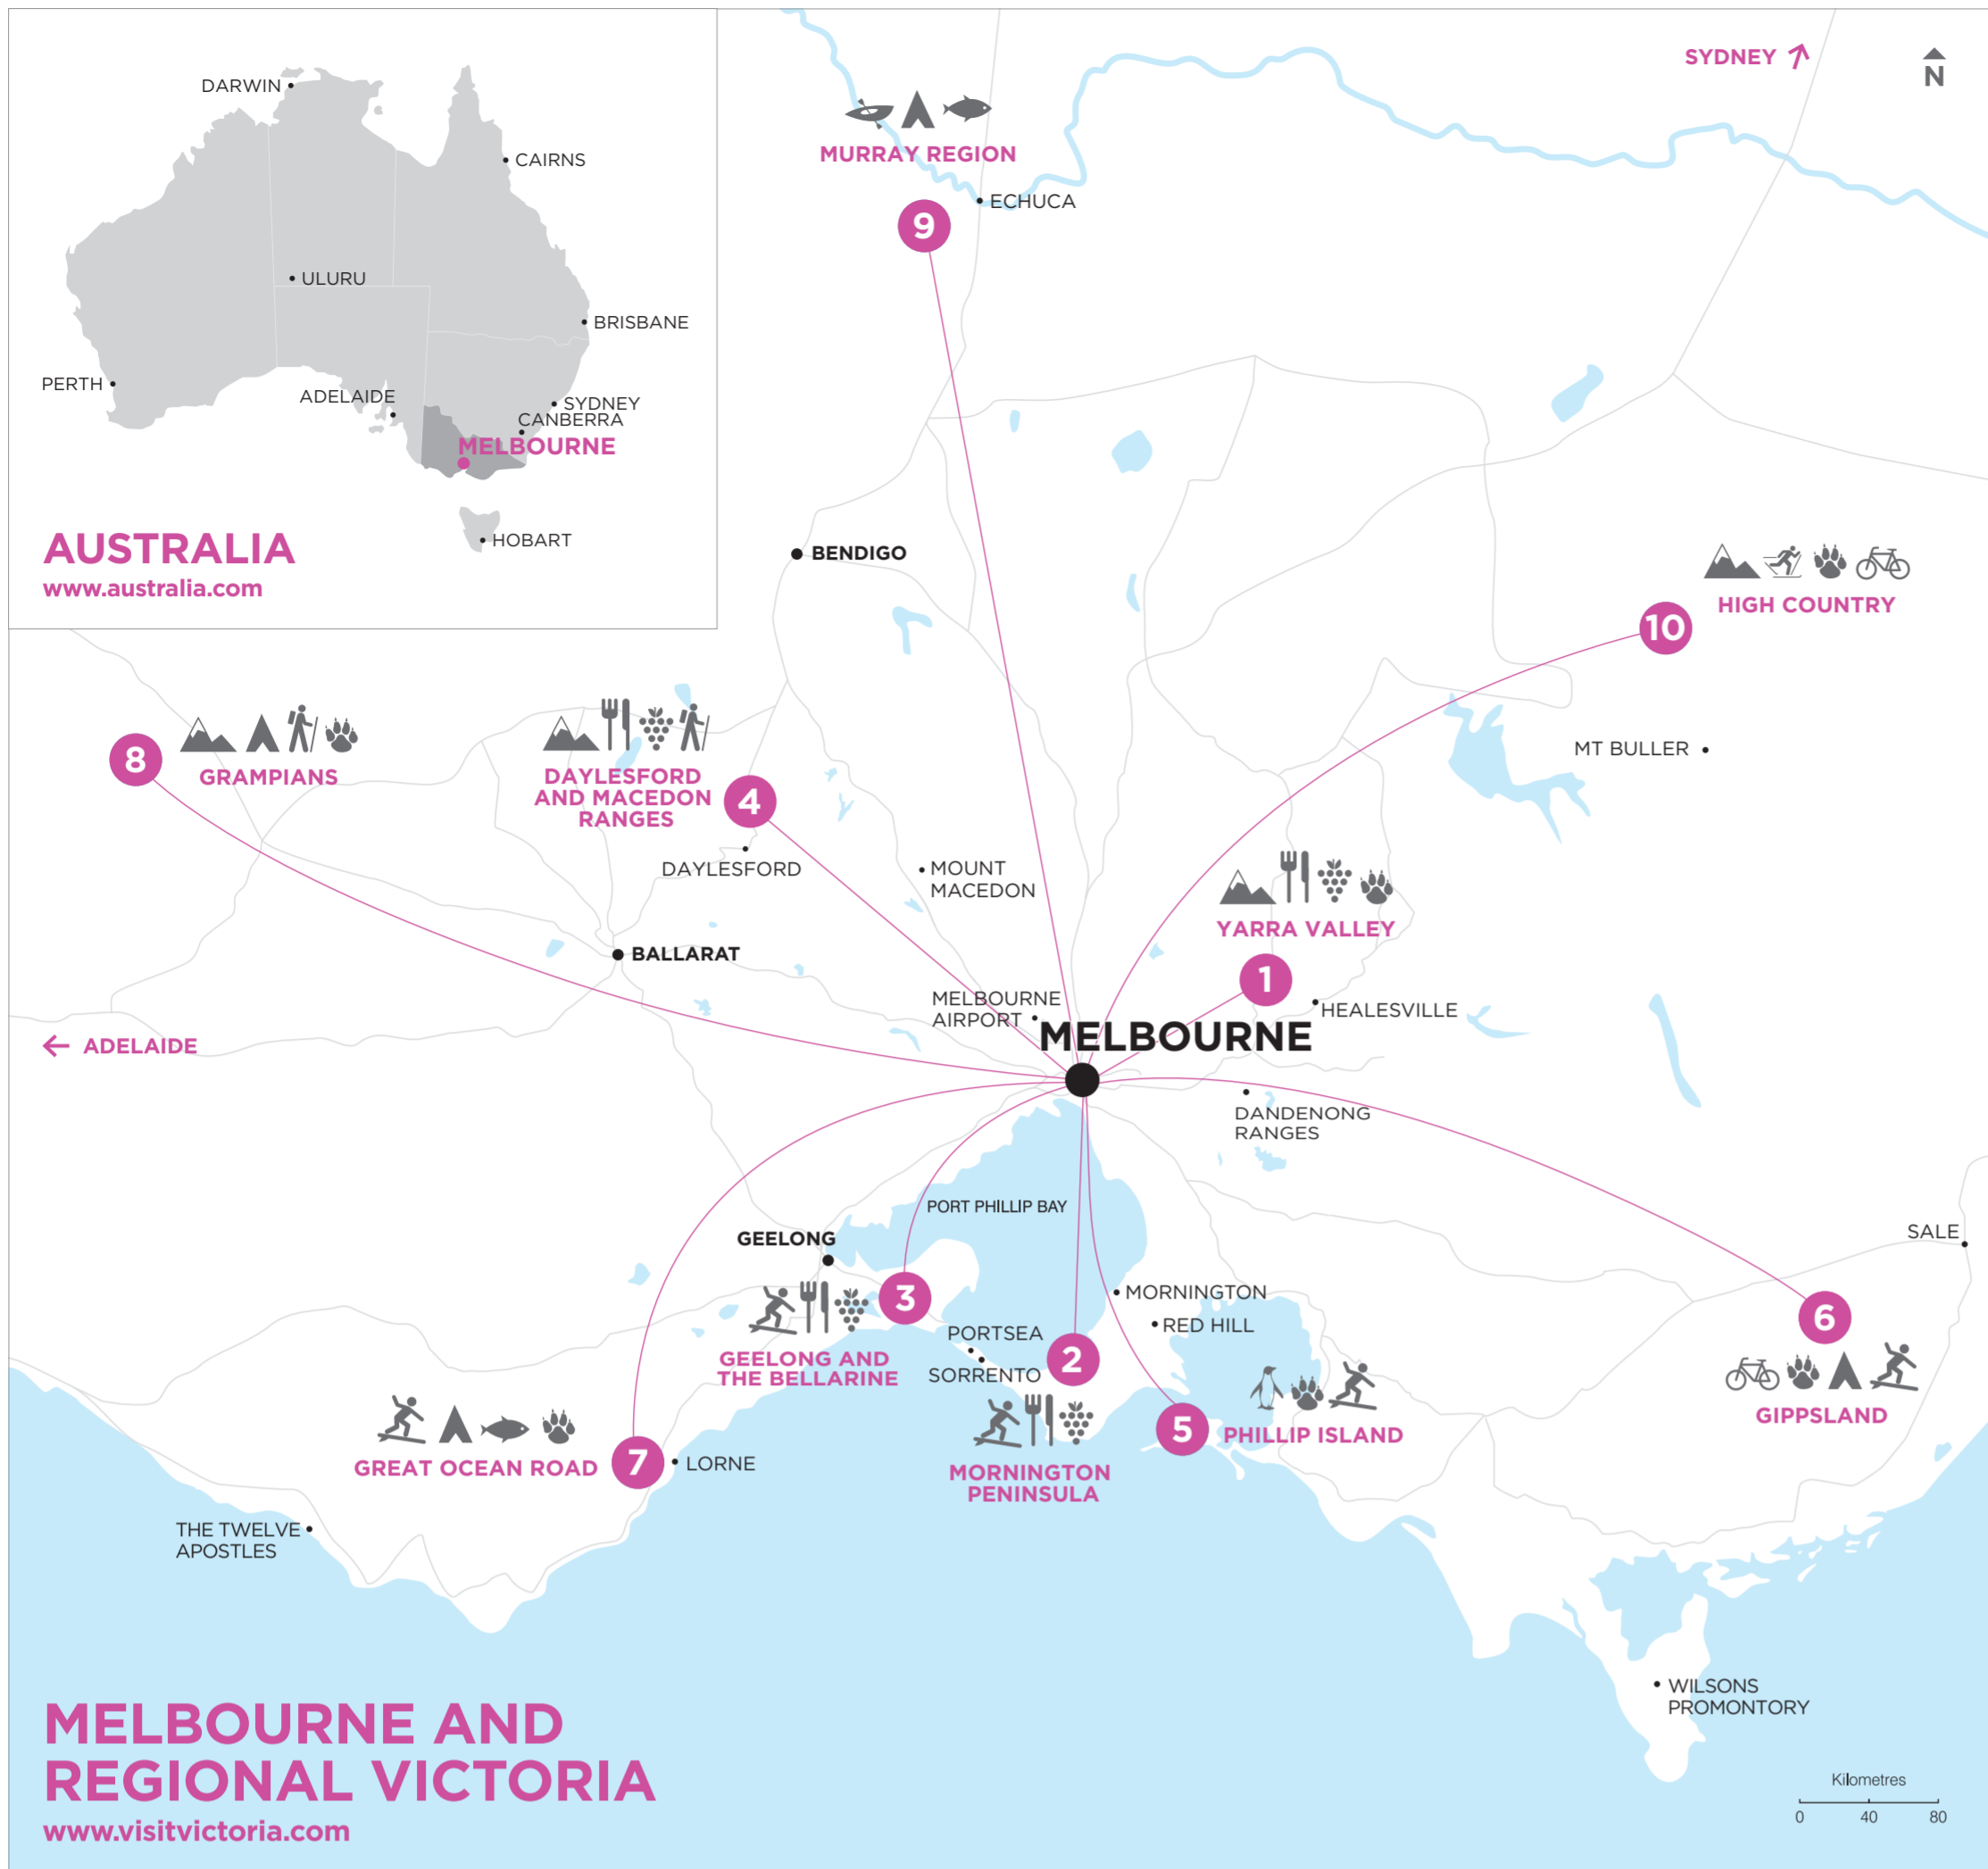 DARWIN
CAIRNS
ULURU
BRISBANE
PERTH
ADELAIDE
SYDNEY
CANBERRA
MELBOURNE
HOBART
AUSTRALIA
www.australia.com
SYDNEY
N
MURRAY REGION
ECHUCA
9
BENDIGO
HIGH COUNTRY
10
MT BULLER
8
GRAMPIANS
DAYLESFORD
AND MACEDON
RANGES
4
DAYLESFORD
MOUNT
MACEDON
YARRA VALLEY
1
BALLARAT
MELBOURNE
AIRPORT
HEALESVILLE
MELBOURNE
ADELAIDE
DANDENONG
RANGES
PORT PHILLIP BAY
GEELONG
SALE
3
MORNINGTON
RED HILL
6
PORTSEA
SORRENTO
2
GEELONG AND
THE BELLARINE
GIPPSLAND
5
PHILLIP ISLAND
GREAT OCEAN ROAD
7
LORNE
MORNINGTON
PENINSULA
THE TWELVE
APOSTLES
WILSONS
PROMONTORY
MELBOURNE AND
REGIONAL VICTORIA
www.visitvictoria.com
Kilometres
0 40 80